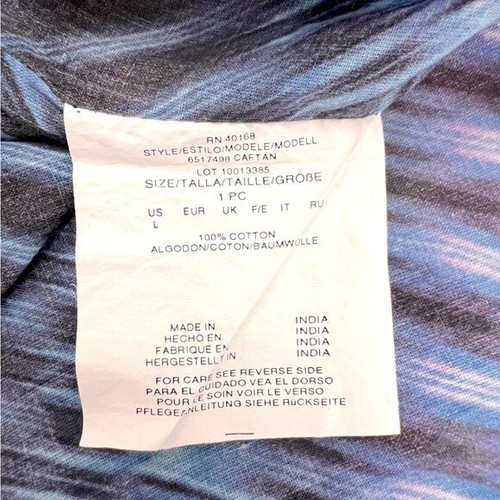 RN 40168
STYLE/ESTILO/MODELE/MODELL
6517498 CAFTAN
LOT 10013385
SIZE/TALLA/TAILLE/GRÖßE
1 PC
US EUR UK F/E IT RU
L
100% COTTON
ALGODÓN/COTON/BAUMWOLLE
MADE IN INDIA
HECHO EN INDIA
FABRIQUE EN INDIA
HERGESTELLT IN INDIA
FOR CARE SEE REVERSE SIDE
PARA EL CUIDADO VEA EL DORSO
POUR LE SOIN VOIR LE VERSO
PFLEGEANLEITUNG SIEHE RüCKSEITE